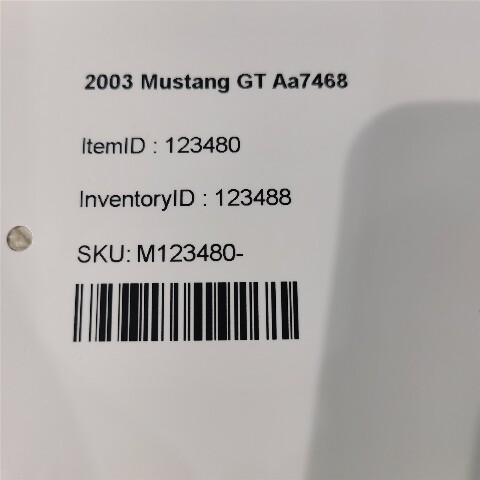 2003 Mustang GT Aa7468
ItemID : 123480
InventoryID : 123488
SKU: M123480-